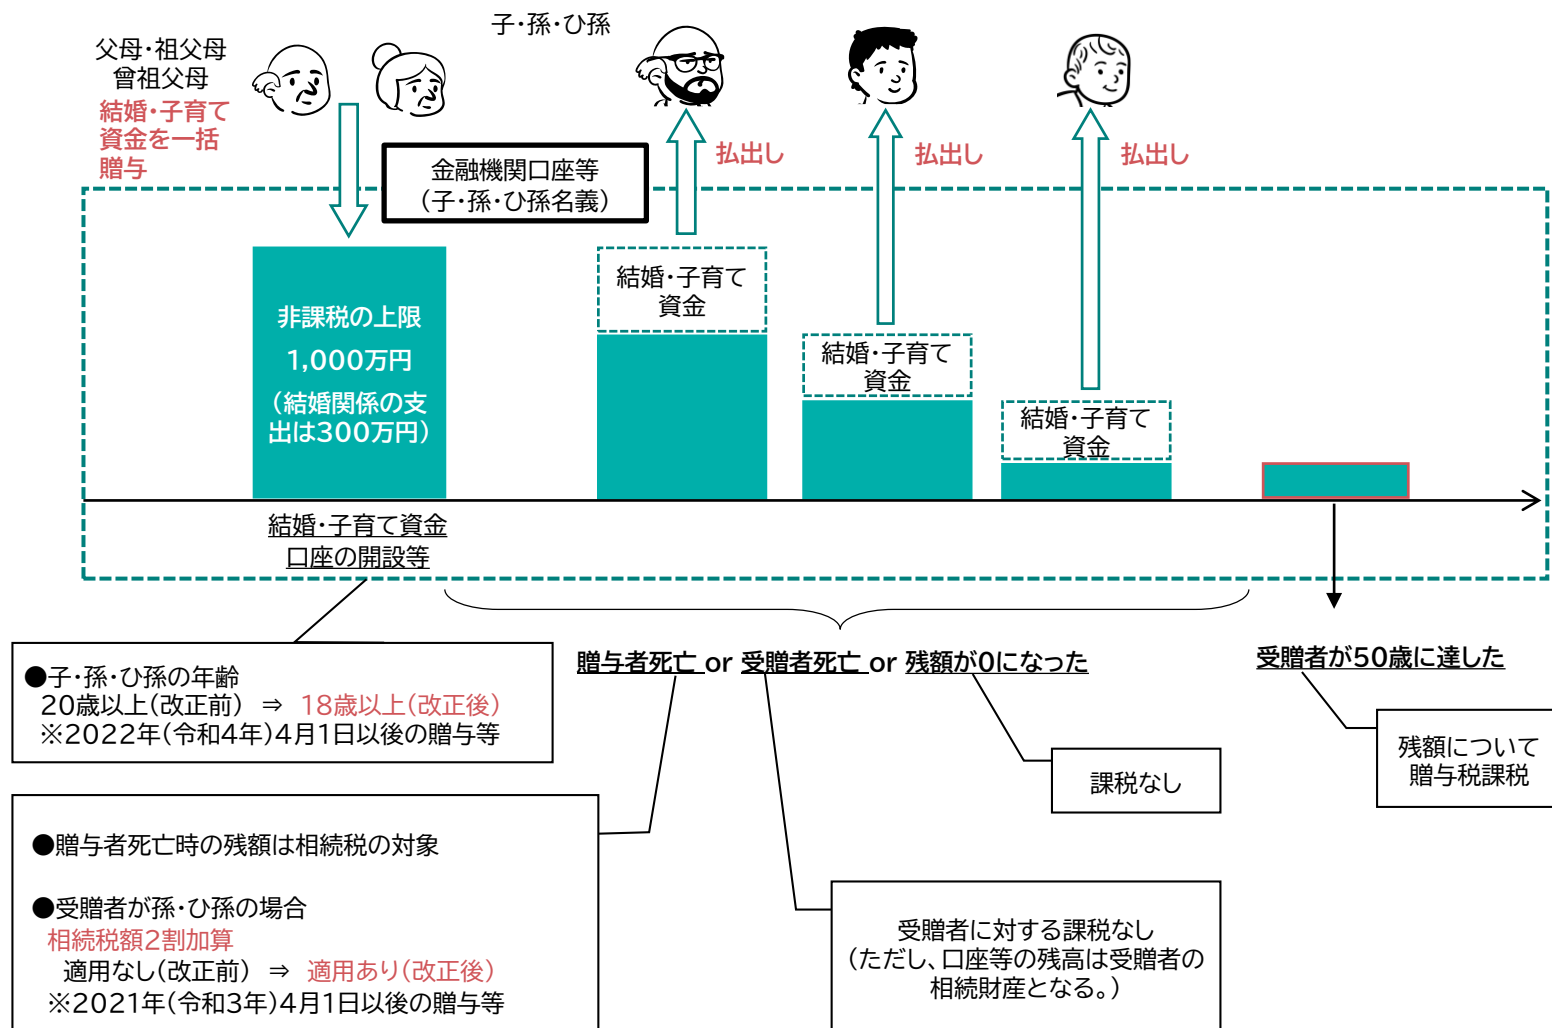 子・孫・ひ孫
父母・祖父母
曾祖父母
結婚・子育て
資金を一括
贈与
払出し
払出し
払出し
金融機関口座等
（子・孫・ひ孫名義）
非課税の上限
1,000万円
（結婚関係の支
出は300万円）
結婚・子育て
資金
結婚・子育て
資金
結婚・子育て
資金
結婚・子育て資金
口座の開設等
●子・孫・ひ孫の年齢
20歳以上（改正前） ⇒ 18歳以上（改正後）
※2022年（令和4年）4月1日以後の贈与等
贈与者死亡 or 受贈者死亡 or 残額が0になった
受贈者が50歳に達した
残額について
贈与税課税
課税なし
●贈与者死亡時の残額は相続税の対象
●受贈者が孫・ひ孫の場合
相続税額2割加算
適用なし（改正前） ⇒ 適用あり（改正後）
※2021年（令和3年）4月1日以後の贈与等
受贈者に対する課税なし
（ただし、口座等の残高は受贈者の
相続財産となる。）